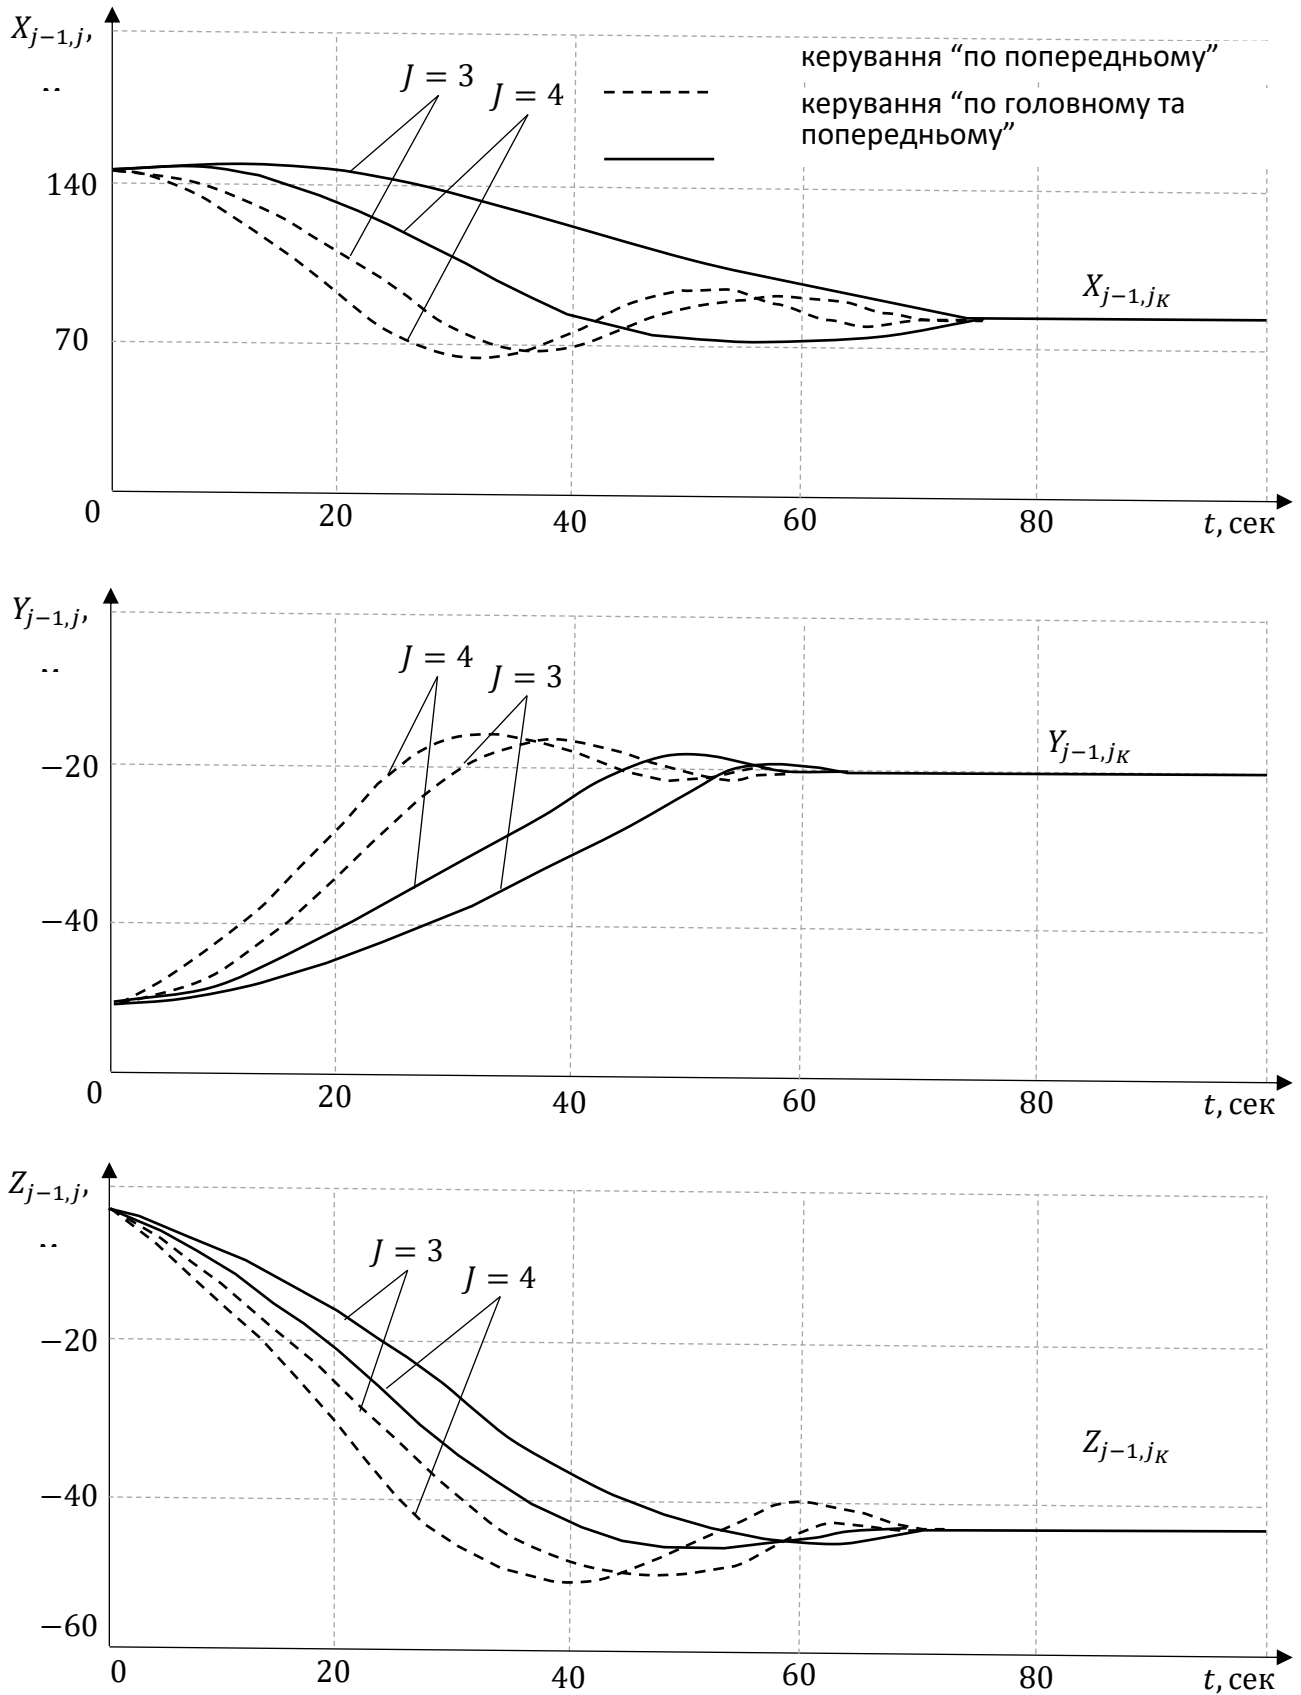 X_{j−1,j},
J = 3
J = 4
керування “по попередньому”
керування “по головному та
попередньому”
140
70
X_{j−1,j_K}
0
20
40
60
80
t, сек
Y_{j−1,j},
J = 4
J = 3
−20
−40
Y_{j−1,j_K}
0
20
40
60
80
t, сек
Z_{j−1,j},
J = 3
J = 4
−20
−40
−60
Z_{j−1,j_K}
0
20
40
60
80
t, сек